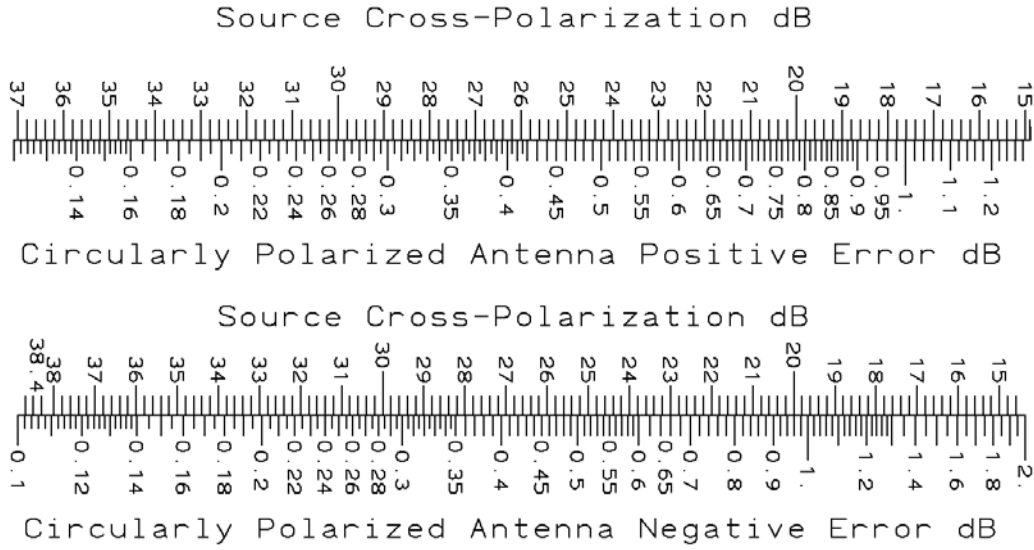 Source Cross-Polarization dB
37 36 35 34 33 32 31 30 29 28 27 26 25 24 23 22 21 20 19 18 17 16 15
0.14 0.16 0.18 0.2 0.22 0.24 0.26 0.28 0.3 0.35 0.4 0.45 0.5 0.55 0.6 0.65 0.7 0.75 0.8 0.85 0.9 0.95 1. 1.1 1.2
Circularly Polarized Antenna Positive Error dB
Source Cross-Polarization dB
38.4 38 37 36 35 34 33 32 31 30 29 28 27 26 25 24 23 22 21 20 19 18 17 16 15
0.1 0.12 0.14 0.16 0.18 0.2 0.22 0.24 0.26 0.28 0.3 0.35 0.4 0.45 0.5 0.55 0.6 0.65 0.7 0.8 0.9 1. 1.2 1.4 1.6 1.8 2.
Circularly Polarized Antenna Negative Error dB